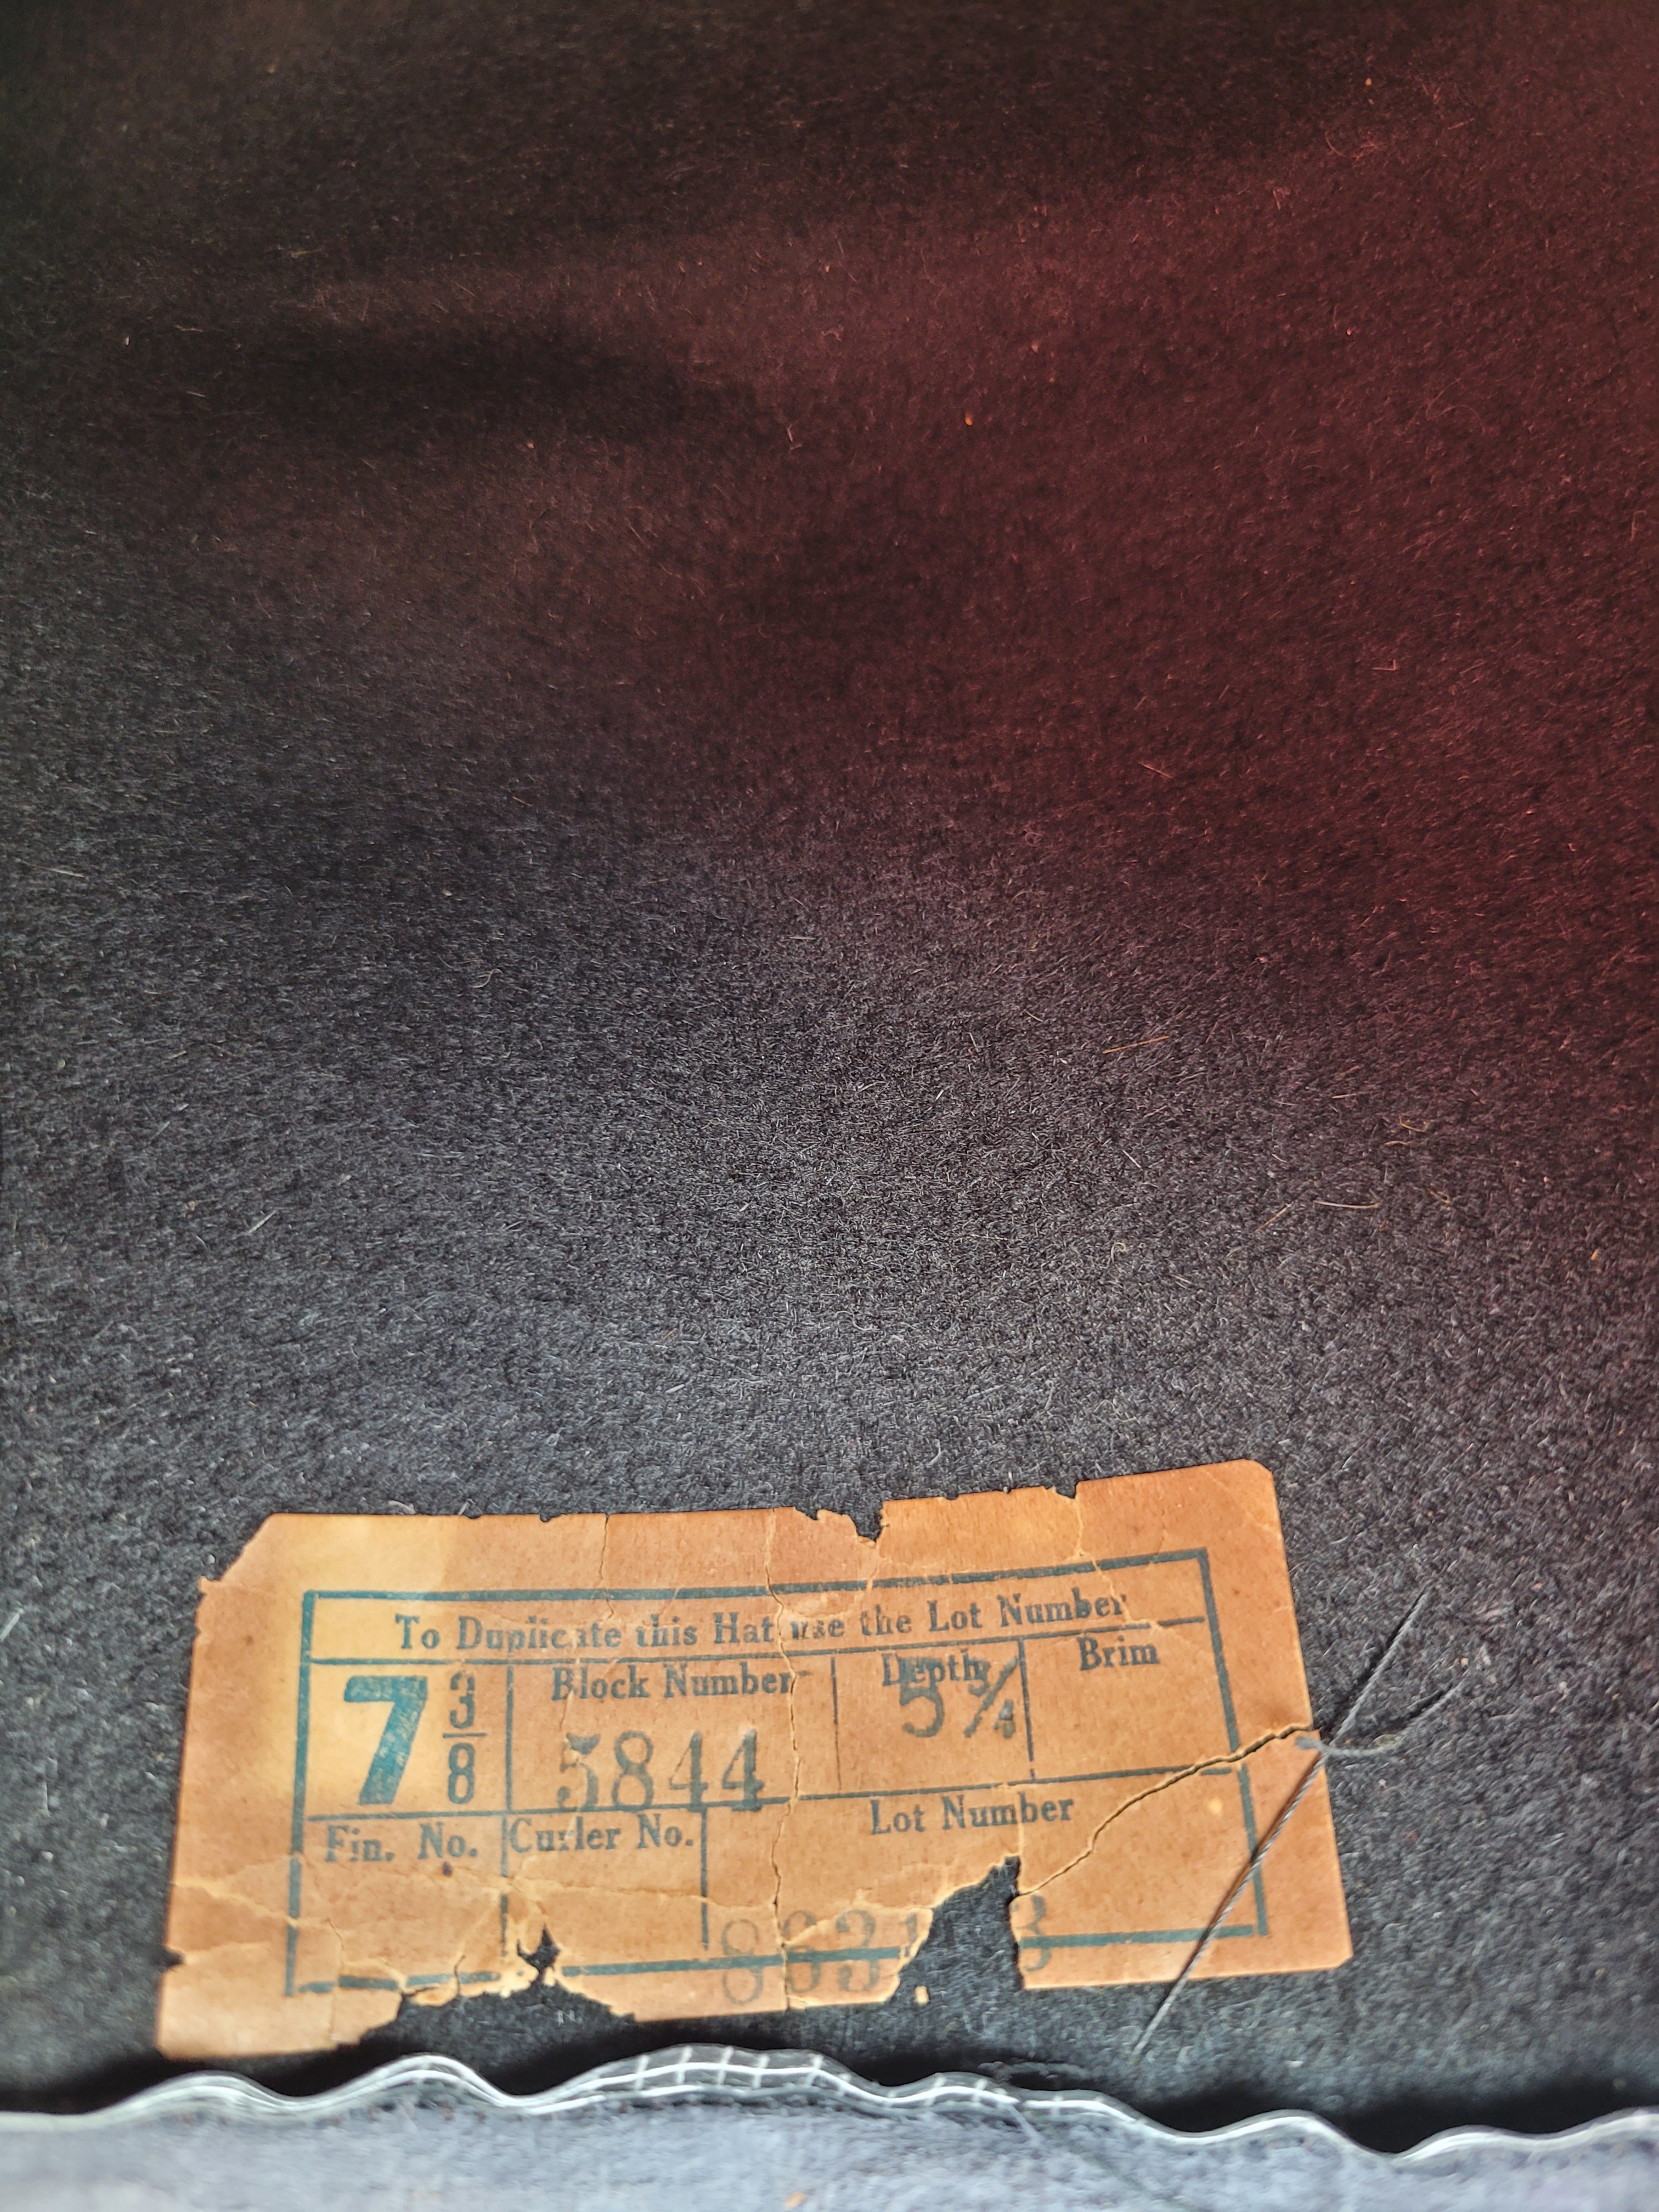 To Duplicate this Hat use the Lot Number
7 3/8 Block Number Depth Brim
5844 5 3/4
Fin. No. Curler No. Lot Number